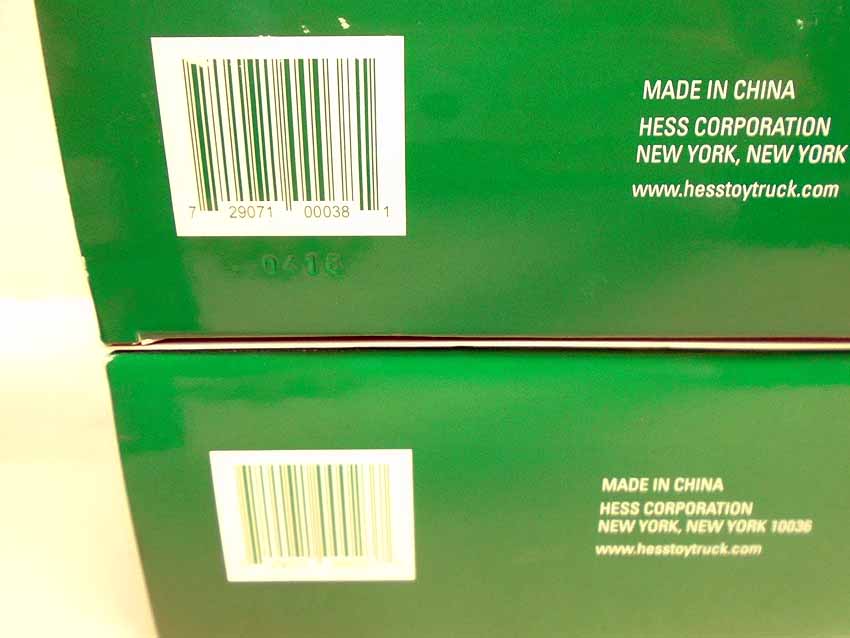 MADE IN CHINA
HESS CORPORATION
NEW YORK, NEW YORK
www.hesstoytruck.com
7 29071 00038 1
MADE IN CHINA
HESS CORPORATION
NEW YORK, NEW YORK 10036
www.hesstoytruck.com